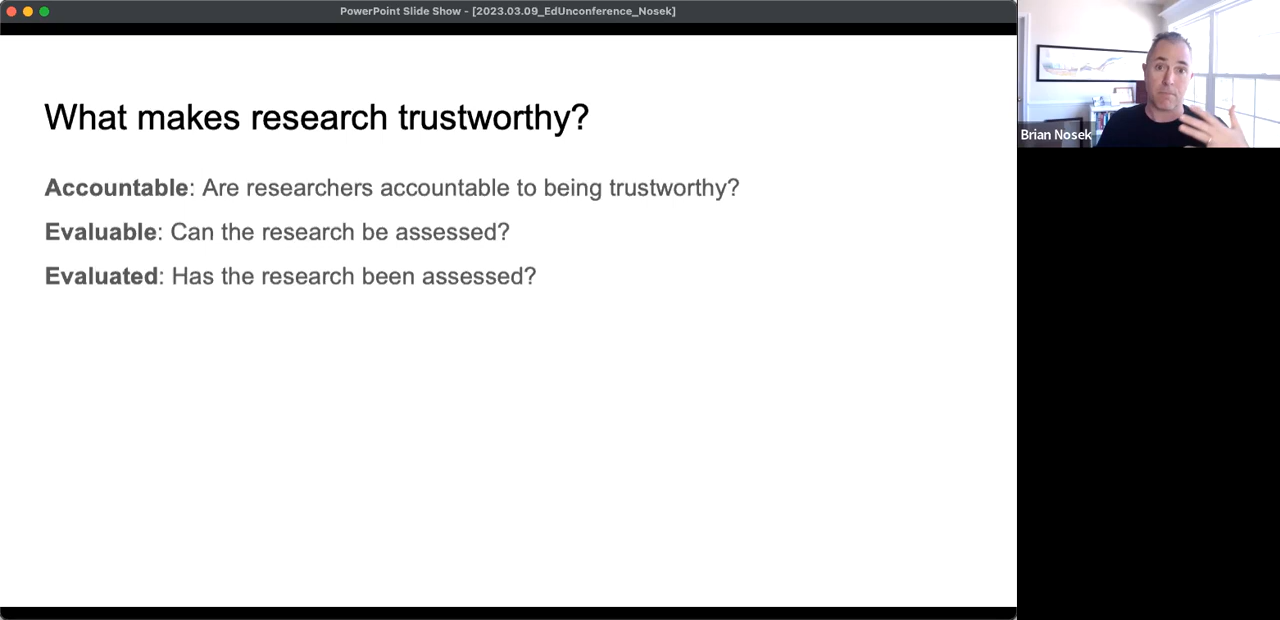 PowerPoint Slide Show - [2023.03.09_EdUnconference_Nosek]
What makes research trustworthy?
Accountable: Are researchers accountable to being trustworthy?
Evaluable: Can the research be assessed?
Evaluated: Has the research been assessed?
Brian Nosek